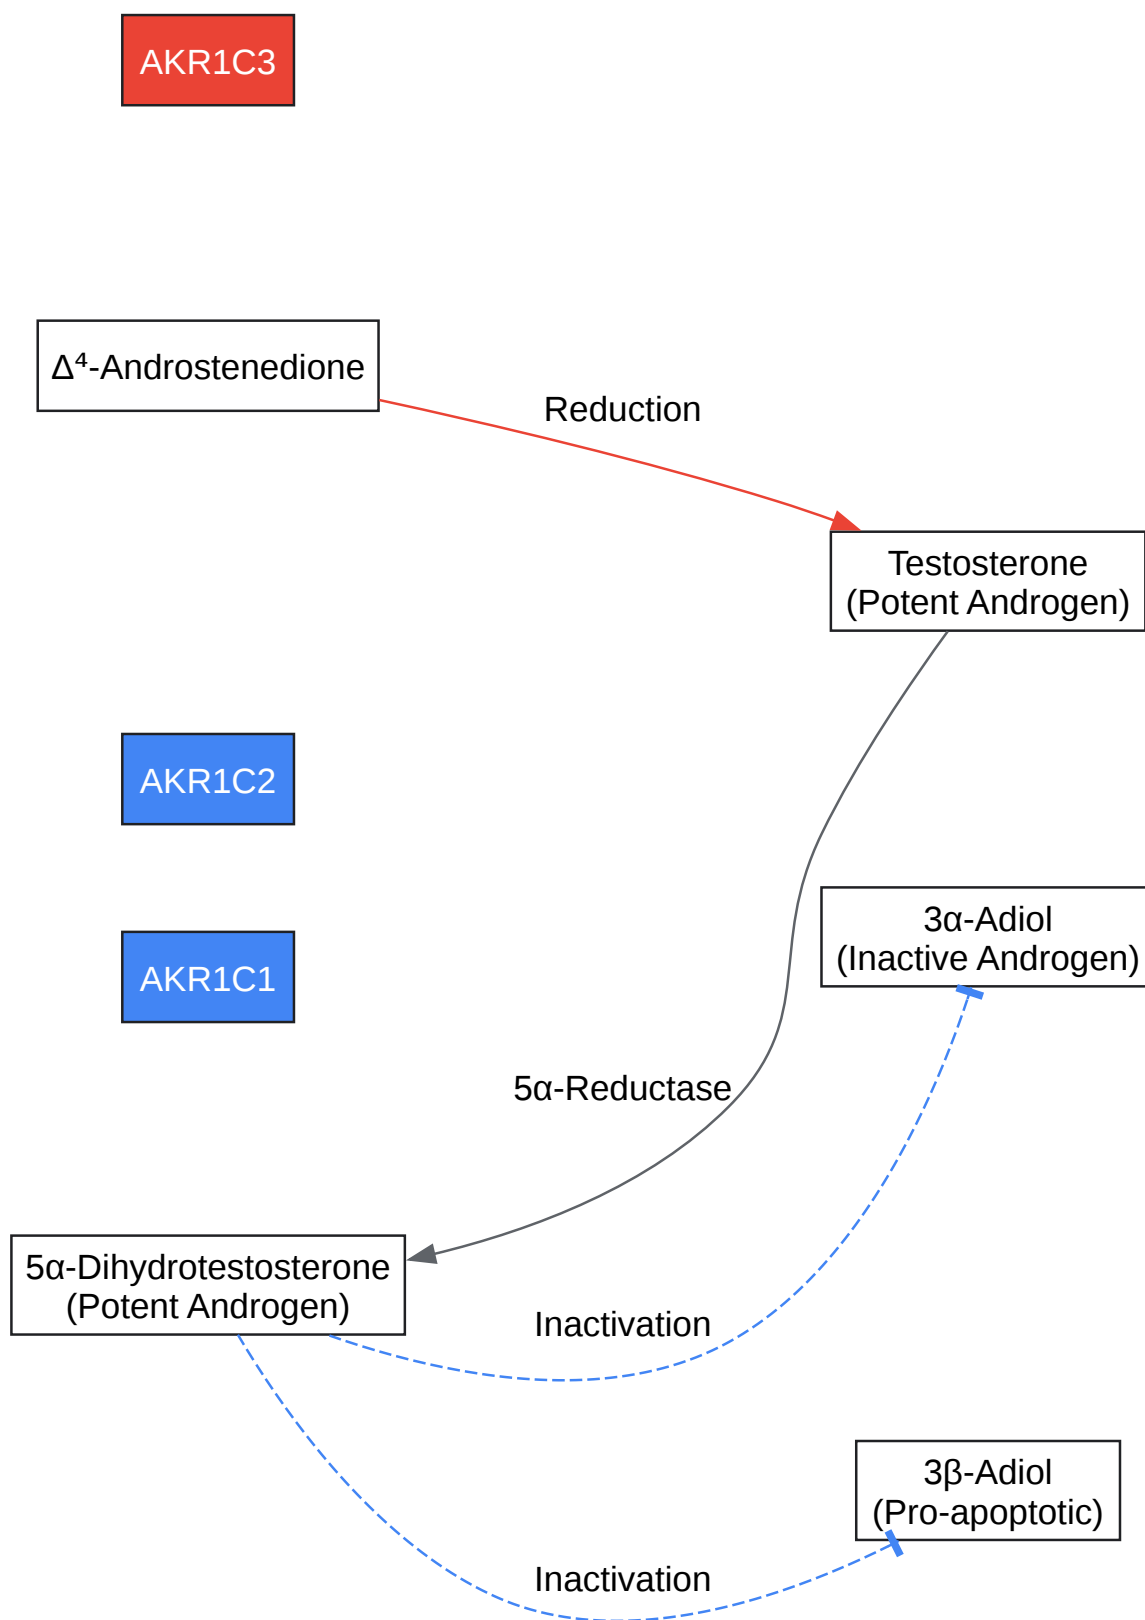 AKR1C3
Δ⁴-Androstenedione
Reduction
Testosterone
(Potent Androgen)
AKR1C2
3α-Adiol
(Inactive Androgen)
AKR1C1
5α-Reductase
5α-Dihydrotestosterone
(Potent Androgen)
Inactivation
3β-Adiol
(Pro-apoptotic)
Inactivation